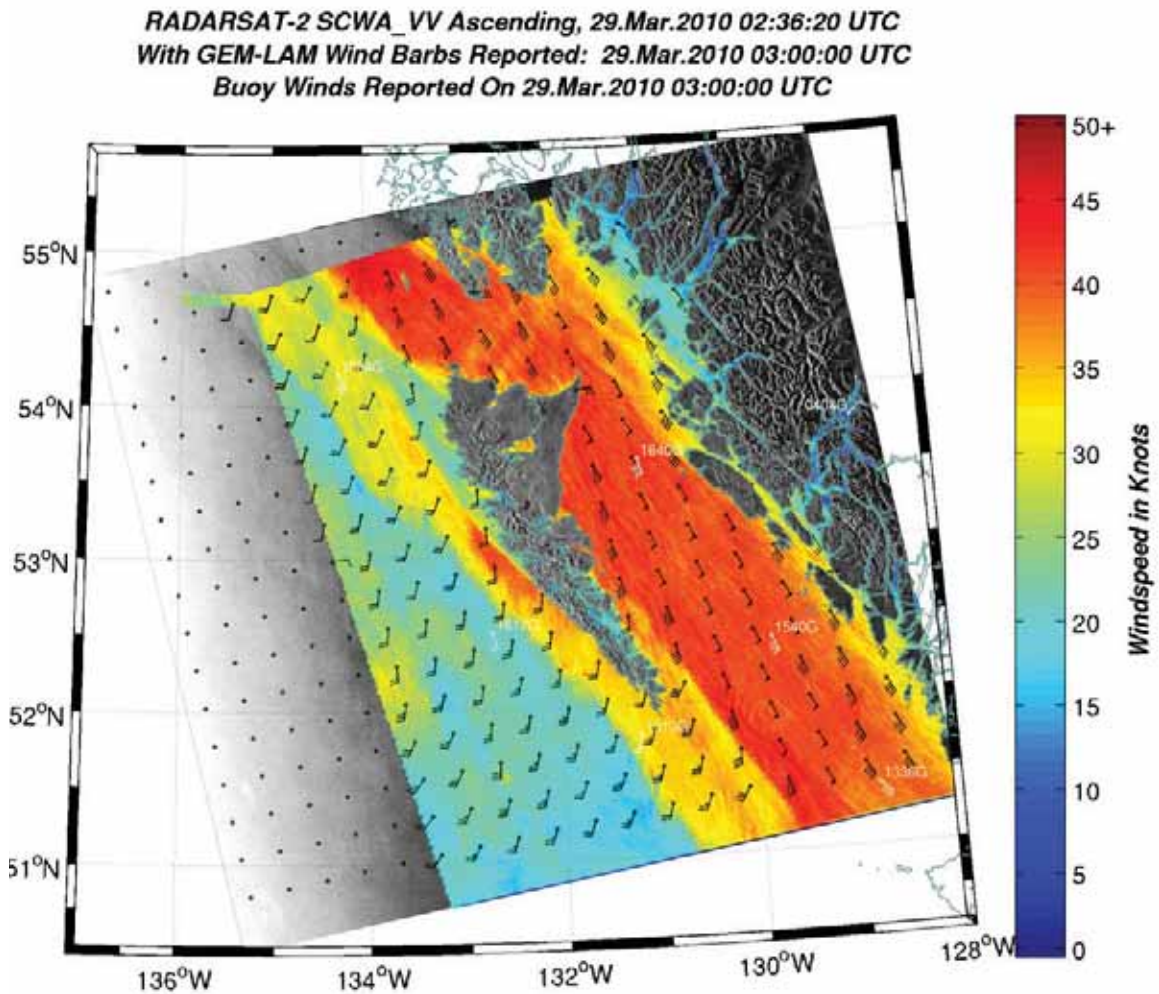 RADARSAT-2 SCWA_VV Ascending, 29.Mar.2010 02:36:20 UTC
With GEM-LAM Wind Barbs Reported: 29.Mar.2010 03:00:00 UTC
Buoy Winds Reported On 29.Mar.2010 03:00:00 UTC
50+
45
40
35
30
25
20
15
10
5
0
Windspeed in Knots
55°N
54°N
53°N
52°N
51°N
1840G
1540G
1336G
136°W
134°W
132°W
130°W
128°W